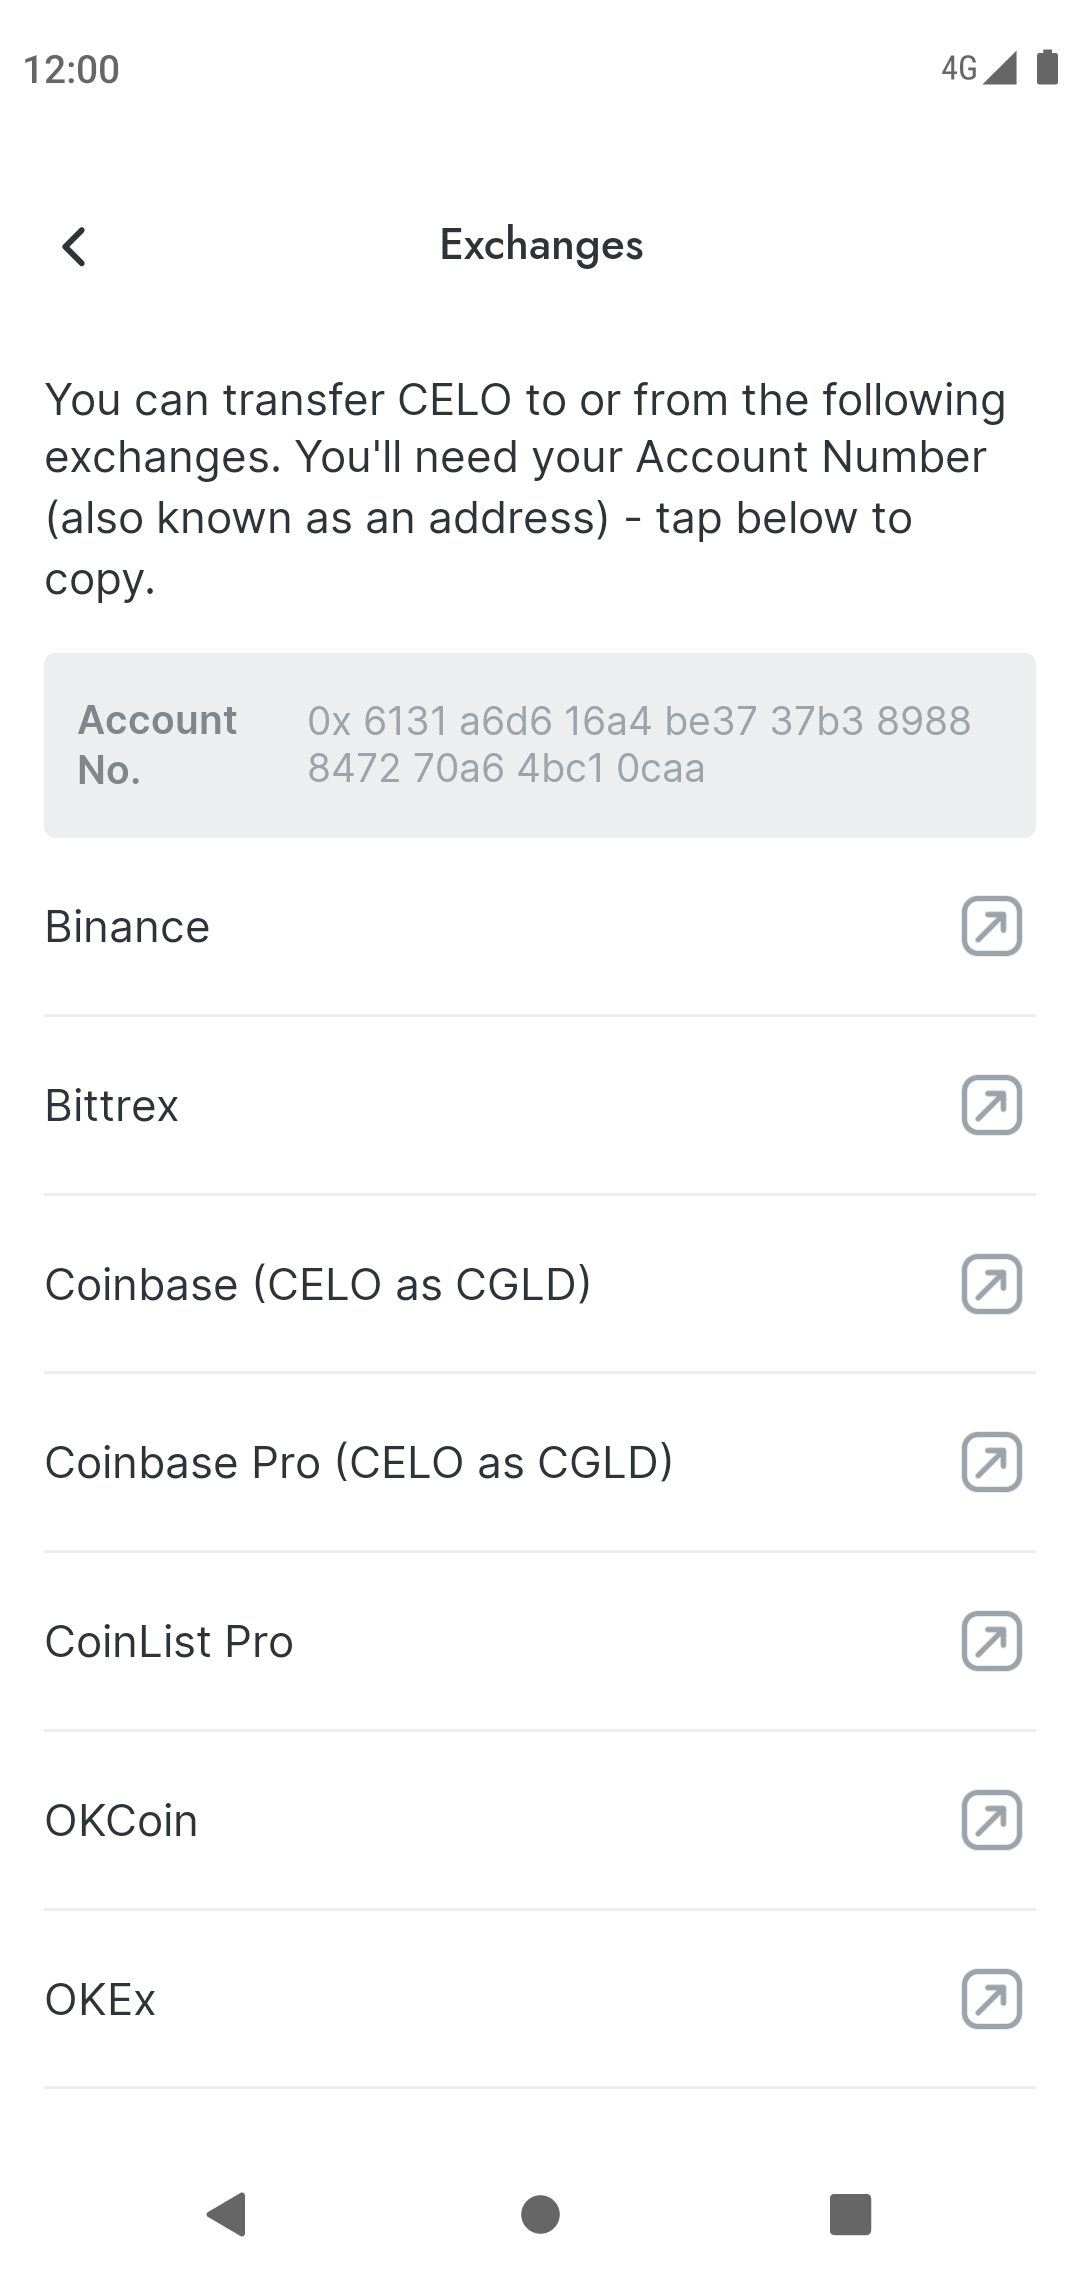 12:00
4G
Exchanges
You can transfer CELO to or from the following
exchanges. You'll need your Account Number
(also known as an address) - tap below to
copy.
Account
No.
0x 6131 a6d6 16a4 be37 37b3 8988
8472 70a6 4bc1 0caa
Binance
Bittrex
Coinbase (CELO as CGLD)
Coinbase Pro (CELO as CGLD)
CoinList Pro
OKCoin
OKEx